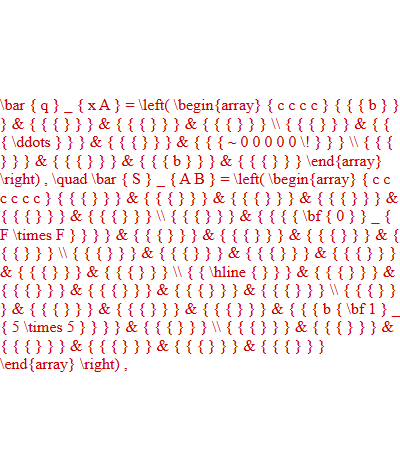 \bar { q } _ { x A } = \left( \begin{array} { c c c c } { { { b } }
} & { { { } } } & { { { } } } & { { { } } } \\ { { { } } } & { {
{ \ddots } } } & { { { } } } & { { { ~ 0 0 0 0 0 \! } } } \\ { { {
} } } & { { { } } } & { { { b } } } & { { { } } } \end{array}
\right) , \quad \bar { S } _ { A B } = \left( \begin{array} { c c
c c c c } { { { } } } & { { { } } } & { { { } } } & { { { } } } &
{ { { } } } & { { { } } } \\ { { { } } } & { { { { \bf { 0 } } _ {
F \times F } } } } & { { { } } } & { { { } } } & { { { } } } & {
{ { } } } \\ { { { } } } & { { { } } } & { { { } } } & { { { } } }
& { { { } } } & { { { } } } \\ { { \hline { } } } & { { { } } } &
{ { { } } } & { { { } } } & { { { } } } & { { { } } } \\ { { { } }
} & { { { } } } & { { { } } } & { { { } } } & { { { b { \bf 1 } _
{ 5 \times 5 } } } } & { { { } } } \\ { { { } } } & { { { } } } &
{ { { } } } & { { { } } } & { { { } } } & { { { } } }
\end{array} \right) ,